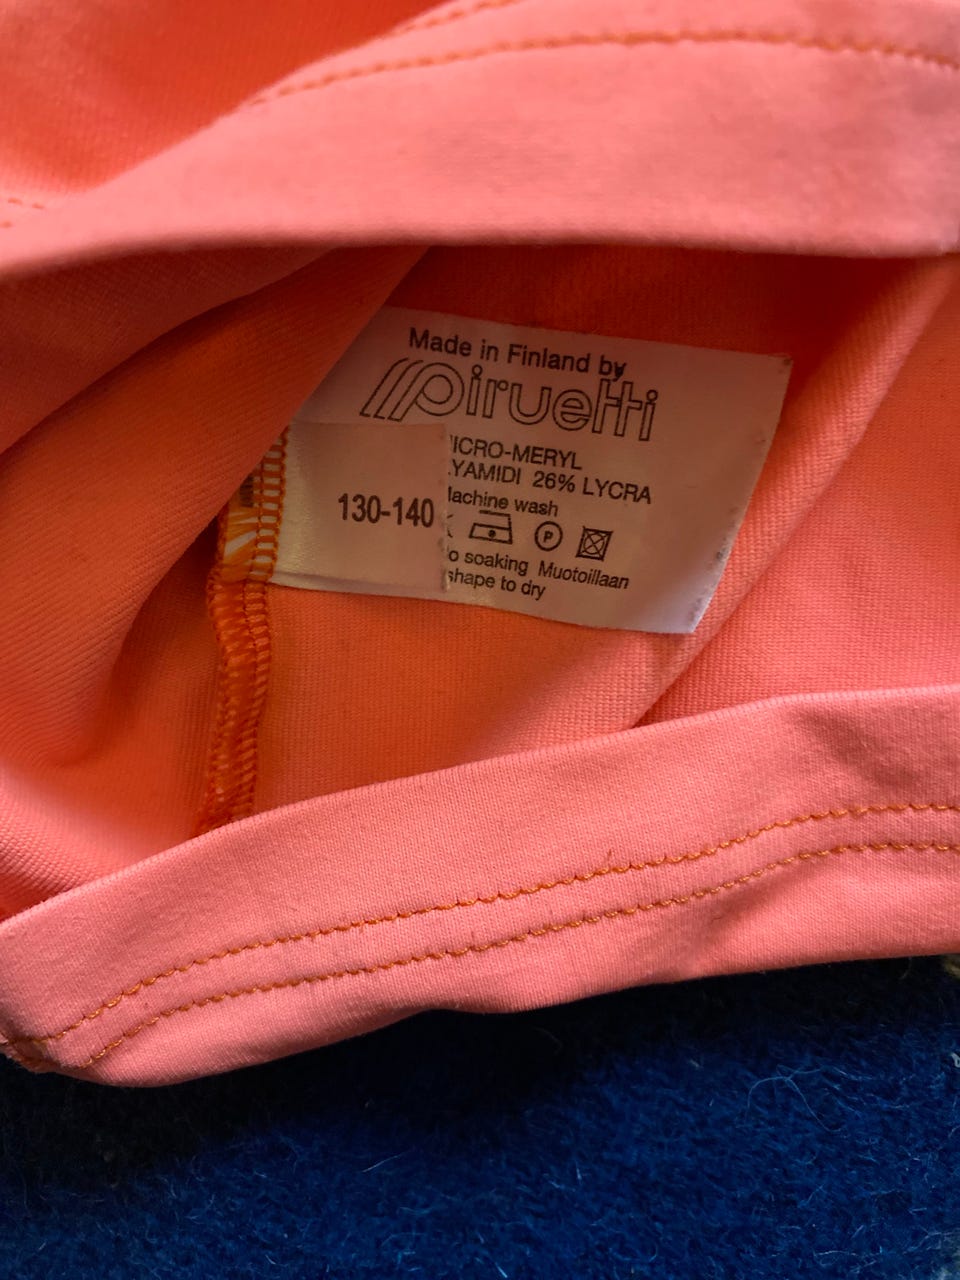 Made in Finland by
Piruetti
ICRO-MERYL
YAMIDI 26% LYCRA
achine wash
130-140
P
o soaking Muotoillaan
shape to dry